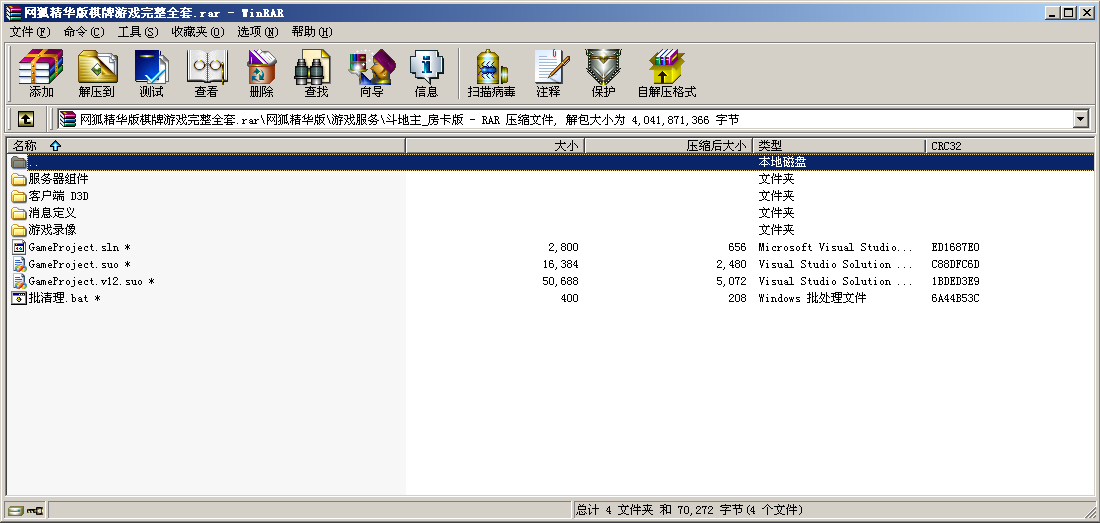 网狐精华版棋牌游戏完整全套.rar - WinRAR
文件(F) 命令(C) 工具(S) 收藏夹(O) 选项(N) 帮助(H)
添加 解压到 测试 查看 删除 查找 向导 信息 扫描病毒 注释 保护 自解压格式
网狐精华版棋牌游戏完整全套.rar\网狐精华版\游戏服务\斗地主_房卡版 - RAR 压缩文件, 解包大小为 4,041,871,366 字节
名称 大小 压缩后大小 类型 CRC32
.. 本地磁盘
服务器组件 文件夹
客户端 D3D 文件夹
消息定义 文件夹
游戏录像 文件夹
GameProject.sln * 2,800 656 Microsoft Visual Studio... ED1687E0
GameProject.suo * 16,384 2,480 Visual Studio Solution ... C88DFC6D
GameProject.v12.suo * 50,688 5,072 Visual Studio Solution ... 1BDED3E9
批清理.bat * 400 208 Windows 批处理文件 6A44B53C
总计 4 文件夹 和 70,272 字节(4 个文件)